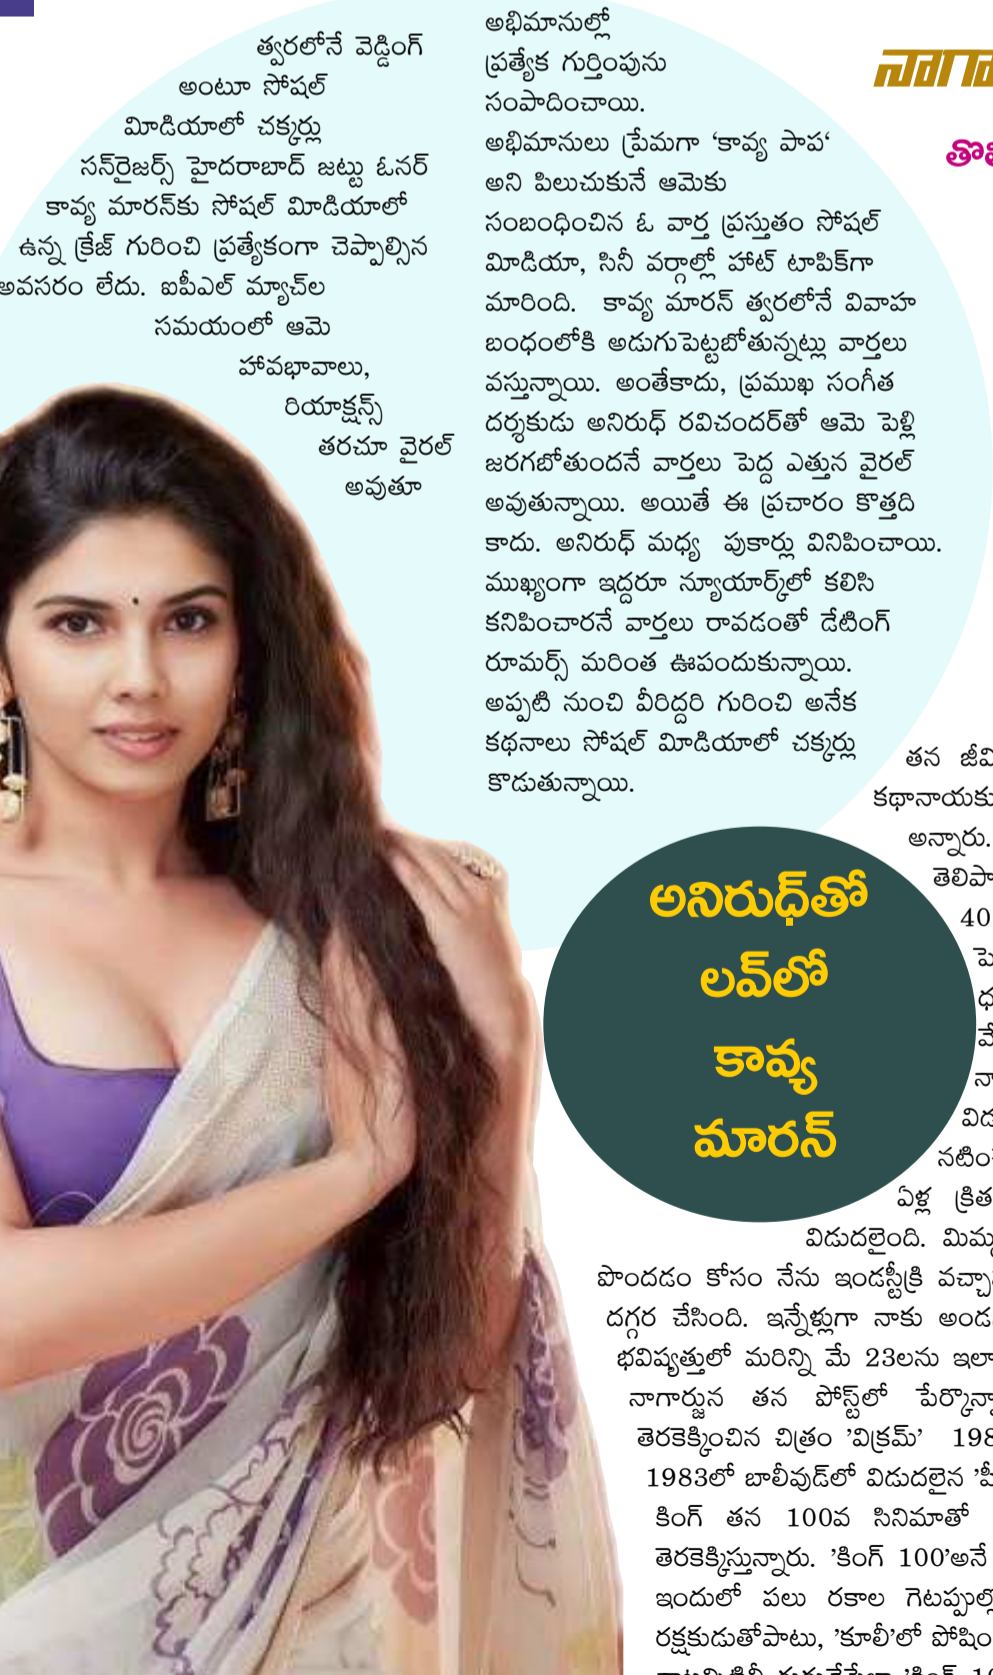 త్వరలోనే వెడ్డింగ్
అంటూ సోషల్
మీడియాలో చక్కర్లు
సన్‌రైజర్స్ హైదరాబాద్ జట్టు ఓనర్
కావ్య మారన్‌కు సోషల్ మీడియాలో
ఉన్న క్రేజ్ గురించి ప్రత్యేకంగా చెప్పాల్సిన
అవసరం లేదు. ఐపీఎల్ మ్యాచ్‌ల
సమయంలో ఆమె
హావభావాలు,
రియాక్షన్స్
తరచూ వైరల్
అవుతూ
అభిమానుల్లో
ప్రత్యేక గుర్తింపును
సంపాదించాయి.
అభిమానులు ప్రేమగా ‘కావ్య పాప‘
అని పిలుచుకునే ఆమెకు
సంబంధించిన ఓ వార్త ప్రస్తుతం సోషల్
మీడియా, సినీ వర్గాల్లో హాట్ టాపిక్‌గా
మారింది. కావ్య మారన్ త్వరలోనే వివాహ
బంధంలోకి అడుగుపెట్టబోతున్నట్లు వార్తలు
వస్తున్నాయి. అంతేకాదు, ప్రముఖ సంగీత
దర్శకుడు అనిరుధ్ రవిచందర్‌తో ఆమె పెళ్లి
జరగబోతుందనే వార్తలు పెద్ద ఎత్తున వైరల్
అవుతున్నాయి. అయితే ఈ ప్రచారం కొత్తది
కాదు. అనిరుధ్ మధ్య పుకార్లు వినిపించాయి.
ముఖ్యంగా ఇద్దరూ న్యూయార్క్‌లో కలిసి
కనిపించారనే వార్తలు రావడంతో డేటింగ్
రూమర్స్ మరింత ఊపందుకున్నాయి.
అప్పటి నుంచి వీరిద్దరి గురించి అనేక
కథనాలు సోషల్ మీడియాలో చక్కర్లు
కొడుతున్నాయి.
అనిరుధ్‌తో
లవ్‌లో
కావ్య
మారన్
తన
అన్నారు.
40
ఏళ్ల
విడుదలైంది.
పొందడం కోసం నేను ఇండస్ట్రీకి
దగ్గర చేసింది. ఇన్నేళ్లుగా నాకు
భవిష్యత్తులో మరిన్ని మే 23లను
నాగార్జున తన పోస్ట్‌లో
తెరకెక్కించిన చిత్రం ’విక్రమ్’
1983లో బాలీవుడ్‌లో విడుదలైన
కింగ్ తన 100వ సినిమాతో
తెరకెక్కిస్తున్నారు. ’కింగ్ 100’అనే
ఇందులో పలు రకాల
రక్షకుడుతోపాటు, ’కూలీ’లో